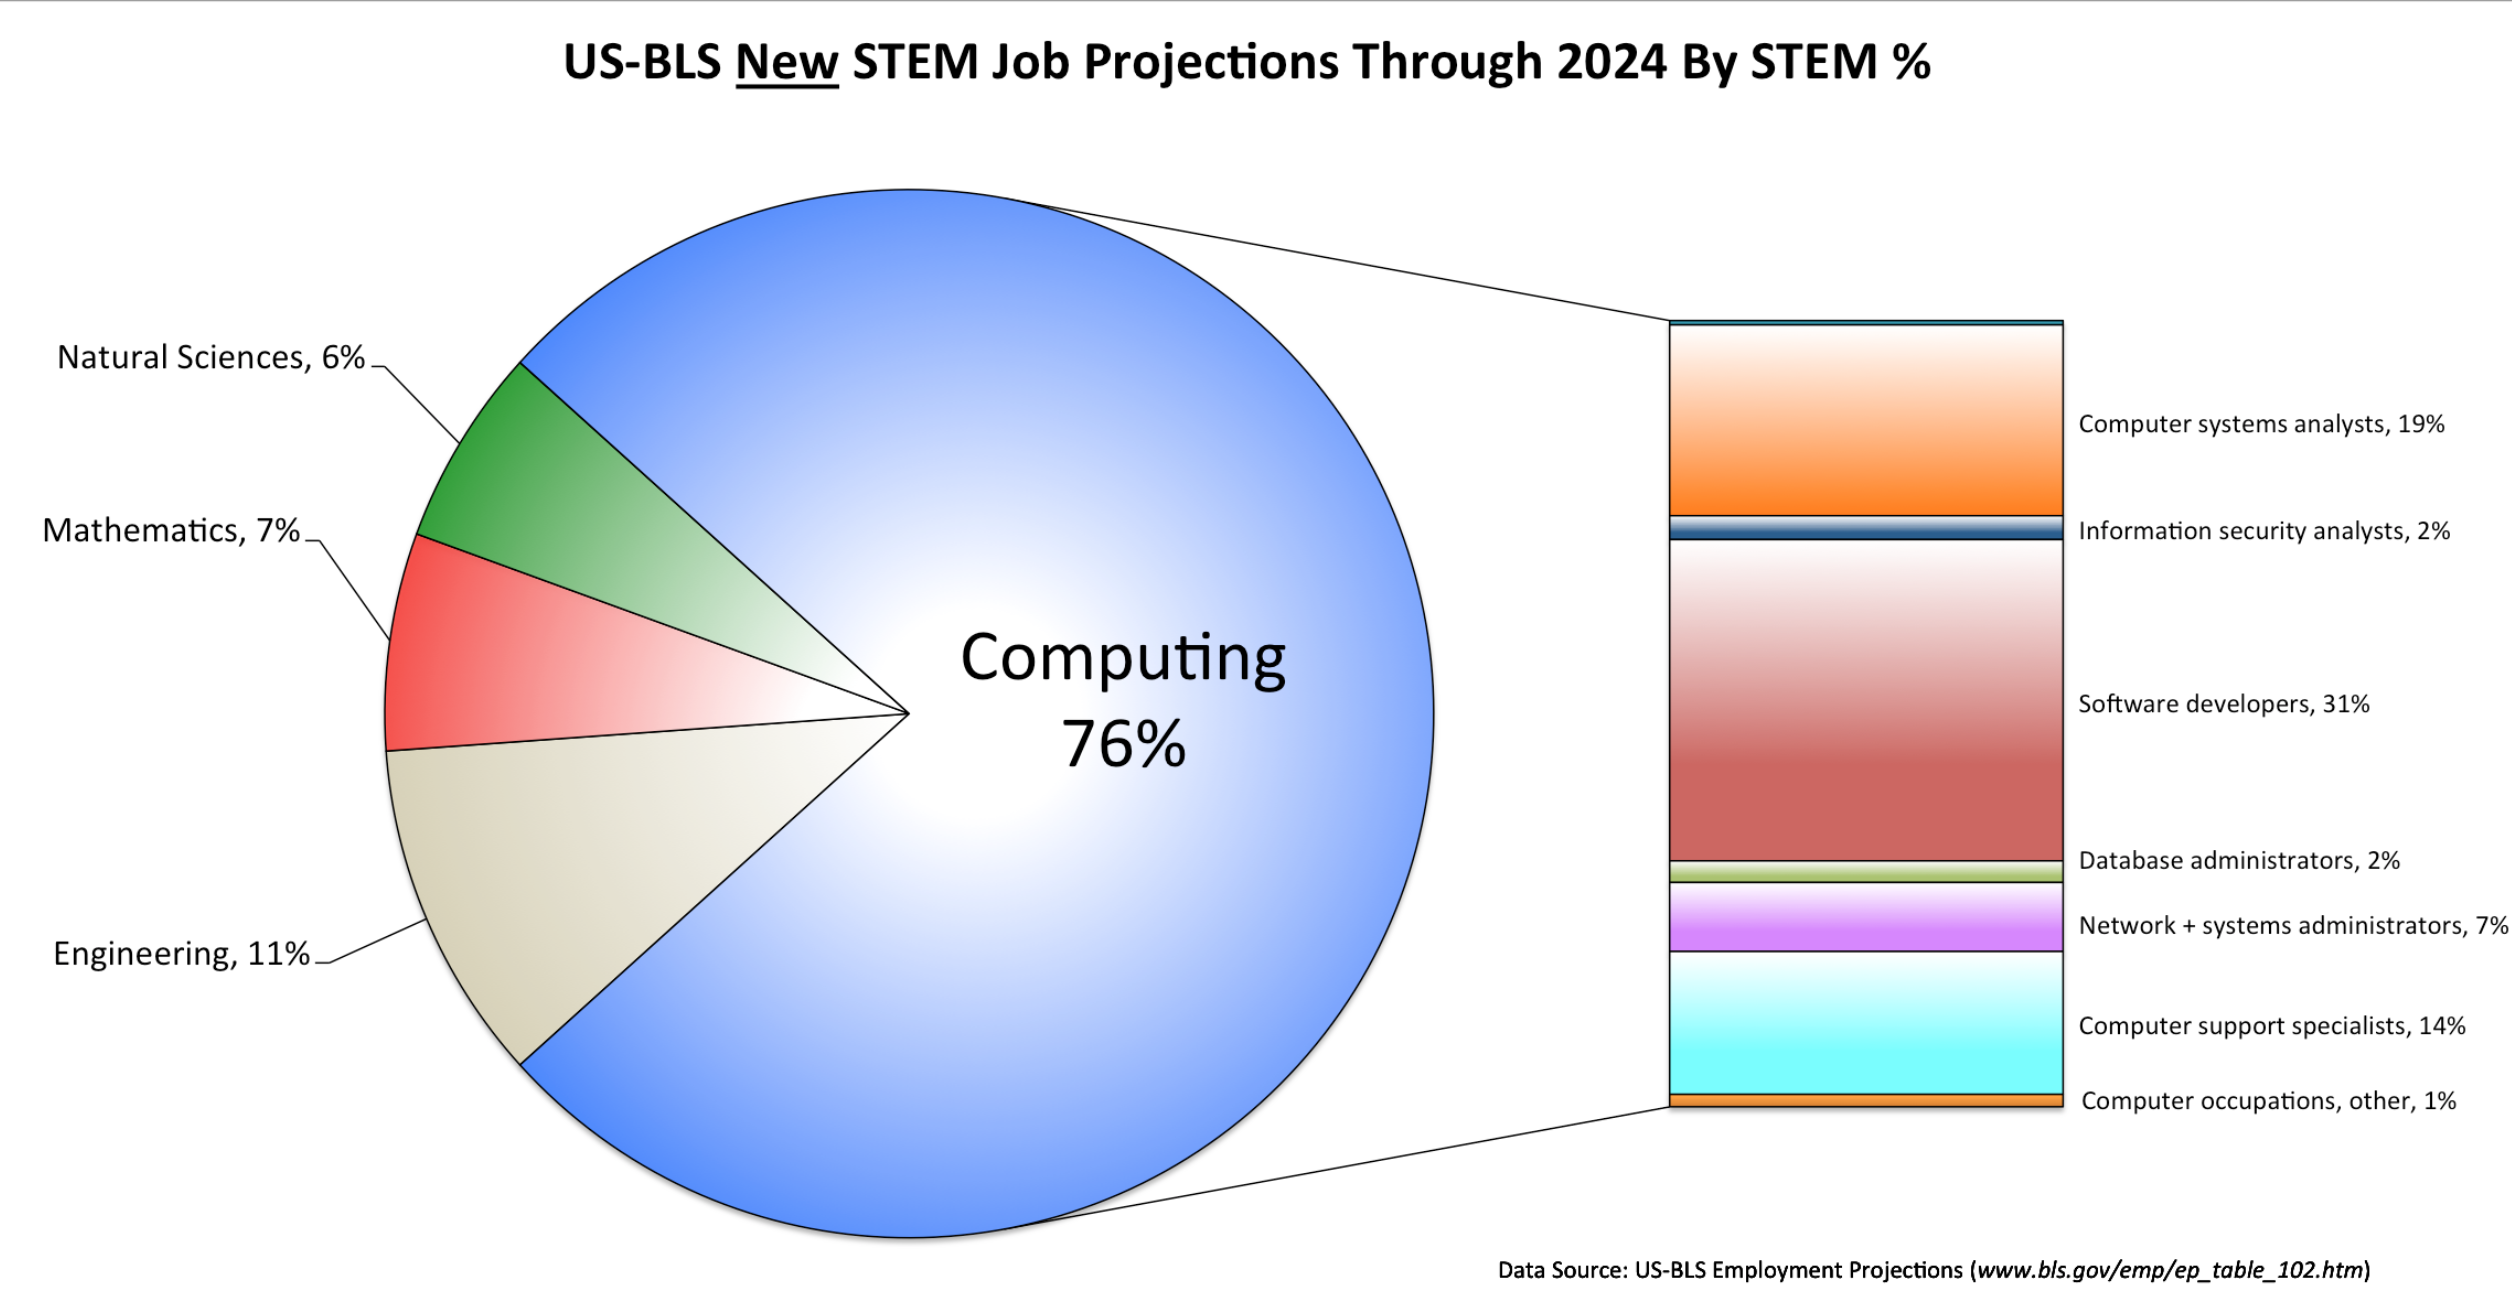 US-BLS New STEM Job Projections Through 2024 By STEM %
Natural Sciences, 6%
Mathematics, 7%
Engineering, 11%
Computing
76%
Computer systems analysts, 19%
Information security analysts, 2%
Software developers, 31%
Database administrators, 2%
Network + systems administrators, 7%
Computer support specialists, 14%
Computer occupations, other, 1%
Data Source: US-BLS Employment Projections (www.bls.gov/emp/ep_table_102.htm)